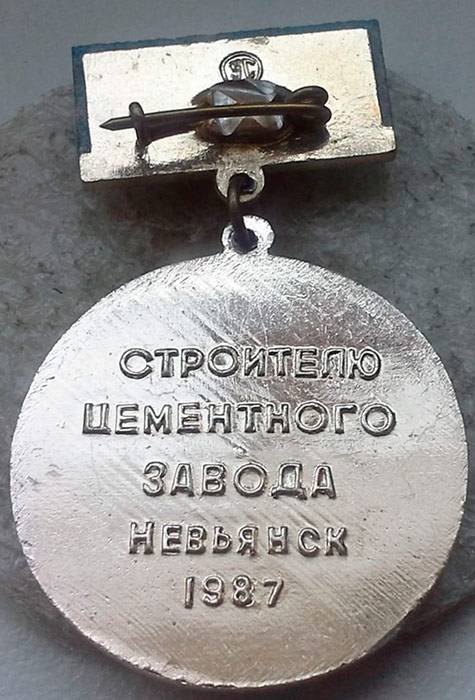 СТРОИТЕЛЮ
ЦЕМЕНТНОГО
ЗАВОДА
НЕВЬЯНСК
1987